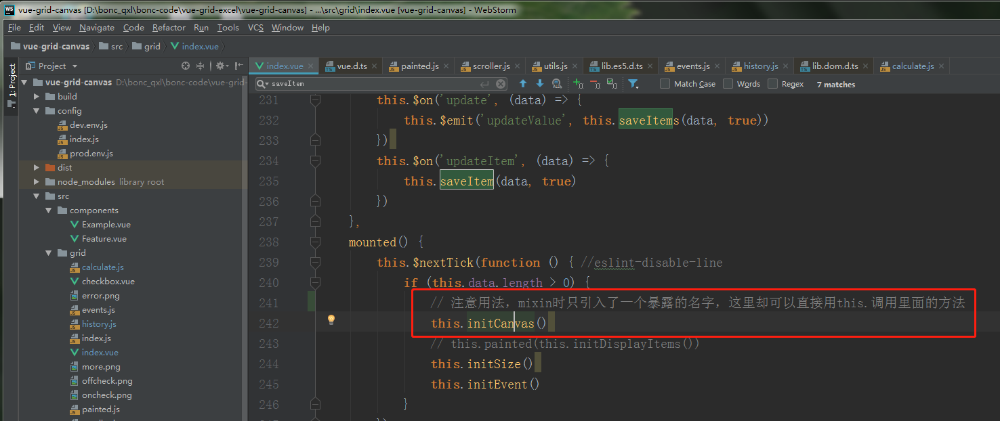 WS vue-grid-canvas [D:\bonc_qxl\bonc-code\vue-grid-excel\vue-grid-canvas] - ...\src\grid\index.vue [vue-grid-canvas] - WebStorm
File Edit View Navigate Code Refactor Run Tools VCS Window Help
vue-grid-canvas src grid index.vue
1: Project
Project
index.vue vue.d.ts painted.js scroller.js utils.js lib.es5.d.ts events.js history.js lib.dom.d.ts calculate.js
saveItem Match Case Words Regex 7 matches
vue-grid-canvas D:\bonc_qxl\bonc-code\vue-grid-
build
config
dev.env.js
index.js
prod.env.js
dist
node_modules library root
src
components
Example.vue
Feature.vue
grid
calculate.js
checkbox.vue
error.png
events.js
history.js
index.js
index.vue
more.png
offcheck.png
oncheck.png
painted.js
231 this.$on('update', (data) => {
232 this.$emit('updateValue', this.saveItems(data, true))
233 })
234 this.$on('updateItem', (data) => {
235 this.saveItem(data, true)
236 })
237 },
238 mounted() {
239 this.$nextTick(function () { //eslint-disable-line
240 if (this.data.length > 0) {
241 // 注意用法，mixin时只引入了一个暴露的名字，这里却可以直接用this.调用里面的方法
242 this.initCanvas()
243 // this.painted(this.initDisplayItems())
244 this.initSize()
245 this.initEvent()
246 }